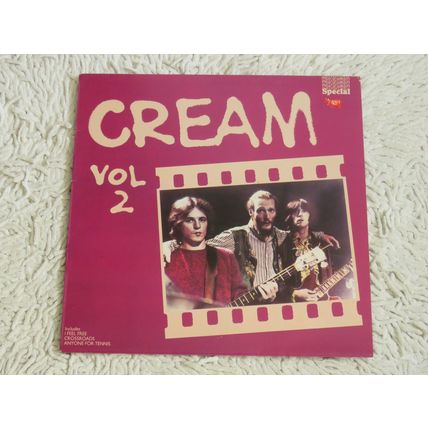 Special
CREAM
VOL
2
Includes
I FEEL FREE
CROSSROADS
ANYONE FOR TENNIS